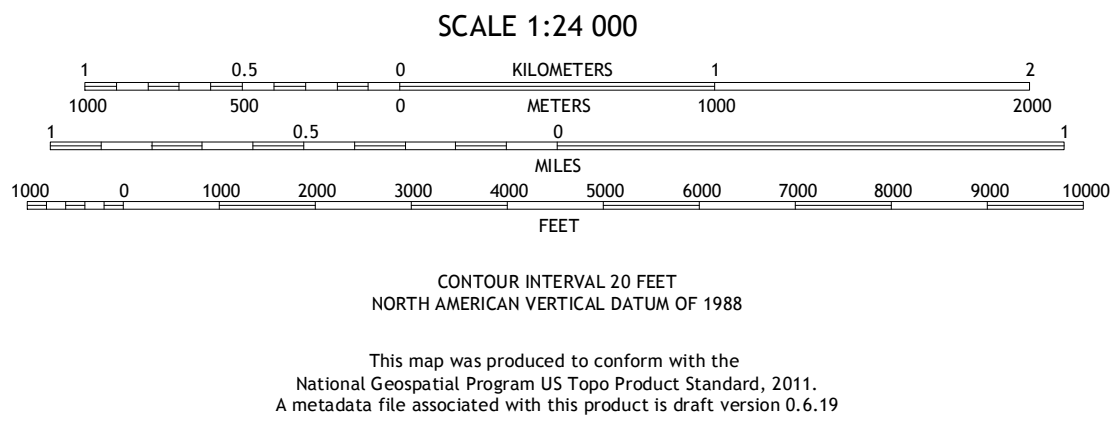 SCALE 1:24 000
1 0.5 0 KILOMETERS 1 2
1000 500 0 METERS 1000 2000
1 0.5 0 1
MILES
1000 0 1000 2000 3000 4000 5000 6000 7000 8000 9000 10000
FEET
CONTOUR INTERVAL 20 FEET
NORTH AMERICAN VERTICAL DATUM OF 1988
This map was produced to conform with the
National Geospatial Program US Topo Product Standard, 2011.
A metadata file associated with this product is draft version 0.6.19